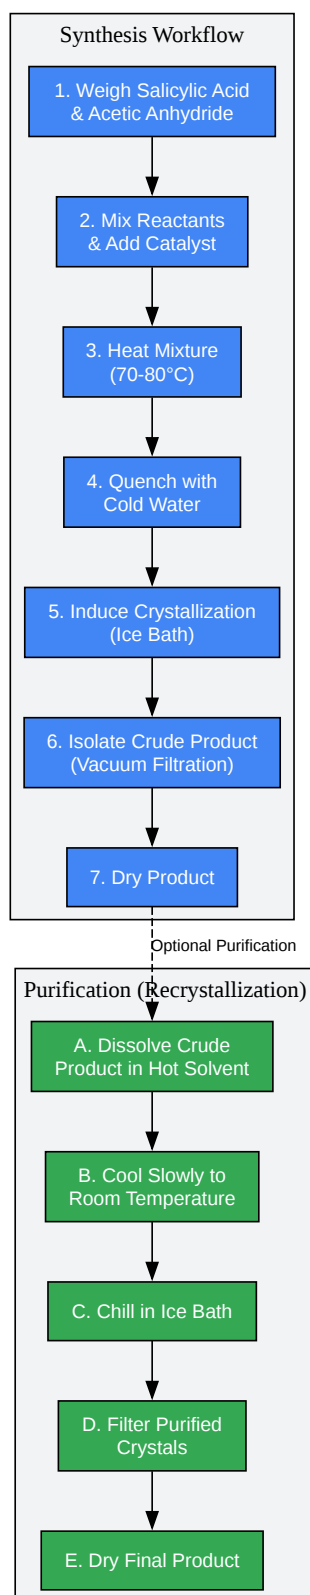 Synthesis Workflow
1. Weigh Salicylic Acid
& Acetic Anhydride
2. Mix Reactants
& Add Catalyst
3. Heat Mixture
(70-80°C)
4. Quench with
Cold Water
5. Induce Crystallization
(Ice Bath)
6. Isolate Crude Product
(Vacuum Filtration)
7. Dry Product
Optional Purification
Purification (Recrystallization)
A. Dissolve Crude
Product in Hot Solvent
B. Cool Slowly to
Room Temperature
C. Chill in Ice Bath
D. Filter Purified
Crystals
E. Dry Final Product